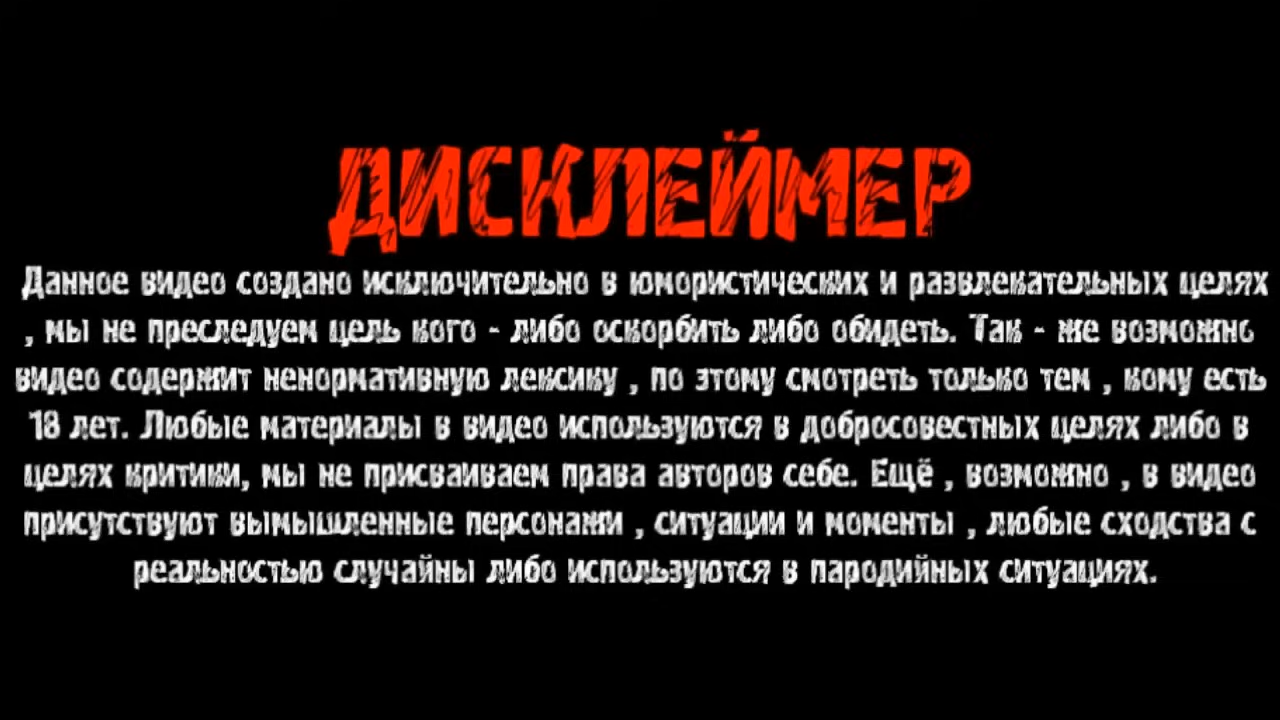 ДИСКЛЕЙМЕР
Данное видео создано исключительно в юмористических и развлекательных целях
, мы не преследуем цель кого - либо оскорбить либо обидеть. Так - же возможно
видео содержит ненормативную лексику , по этому смотреть только тем , кому есть
18 лет. Любые материалы в видео используются в добросовестных целях либо в
целях критики, мы не присваиваем права авторов себе. Ещё , возможно , в видео
присутствуют вымышленные персонажи , ситуации и моменты , любые сходства с
реальностью случайны либо используются в пародийных ситуациях.